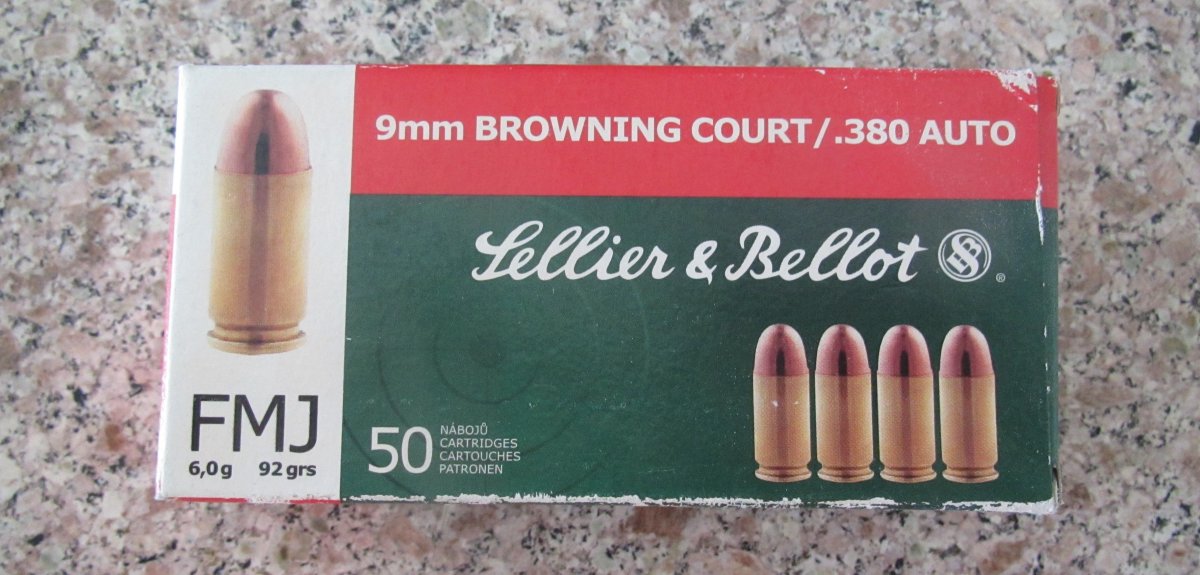 9mm BROWNING COURT/.380 AUTO
Sellier & Bellot
S&B
®
FMJ
6,0g 92grs
50
NÁBOJŮ
CARTRIDGES
CARTOUCHES
PATRONEN